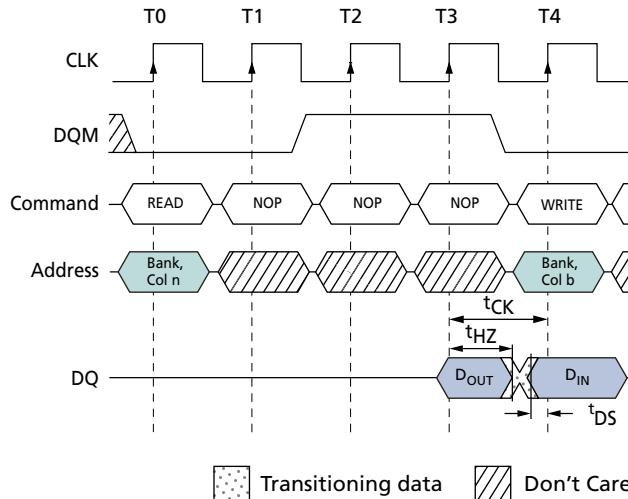 T0 T1 T2 T3 T4
CLK
DQM
Command READ NOP NOP NOP WRITE
Address Bank, Col n Bank, Col b
tCK
tHZ
DQ DOUT DIN
tDS
Transitioning data Don't Care